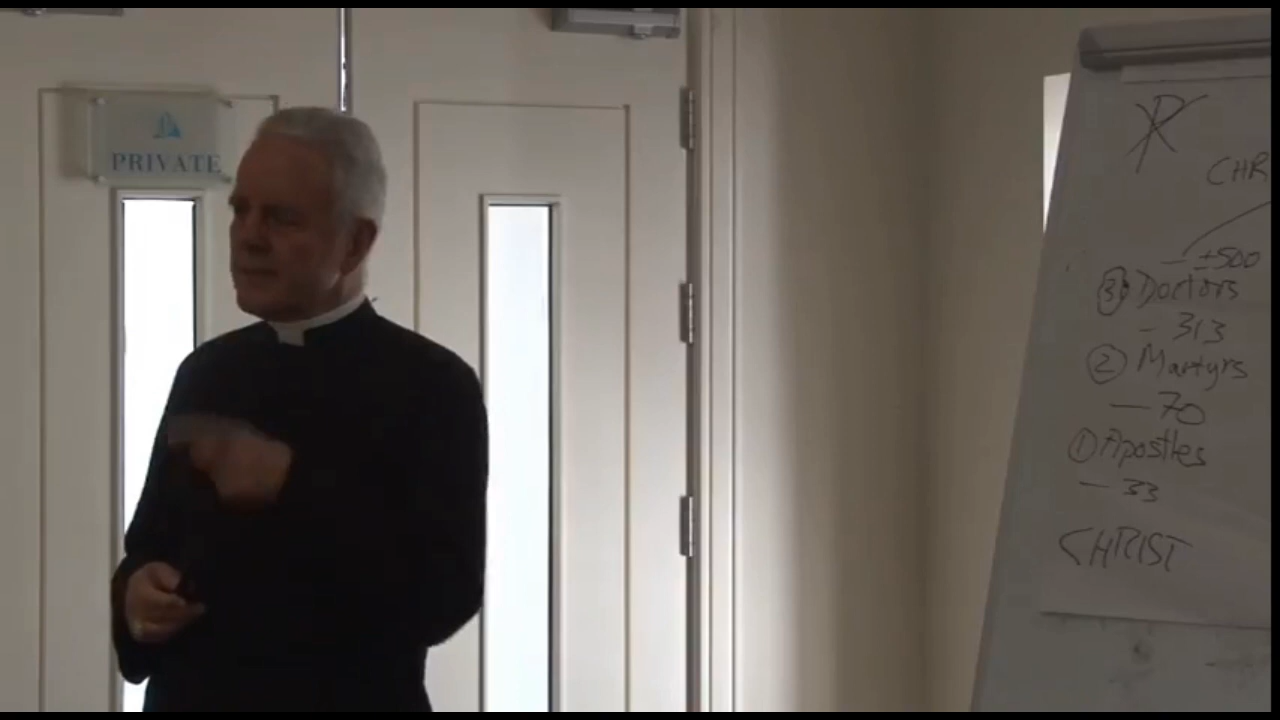 PRIVATE
CHR
- ±500
③ Doctors
- 313
② Martyrs
— 70
① Apostles
— 33
CHRIST